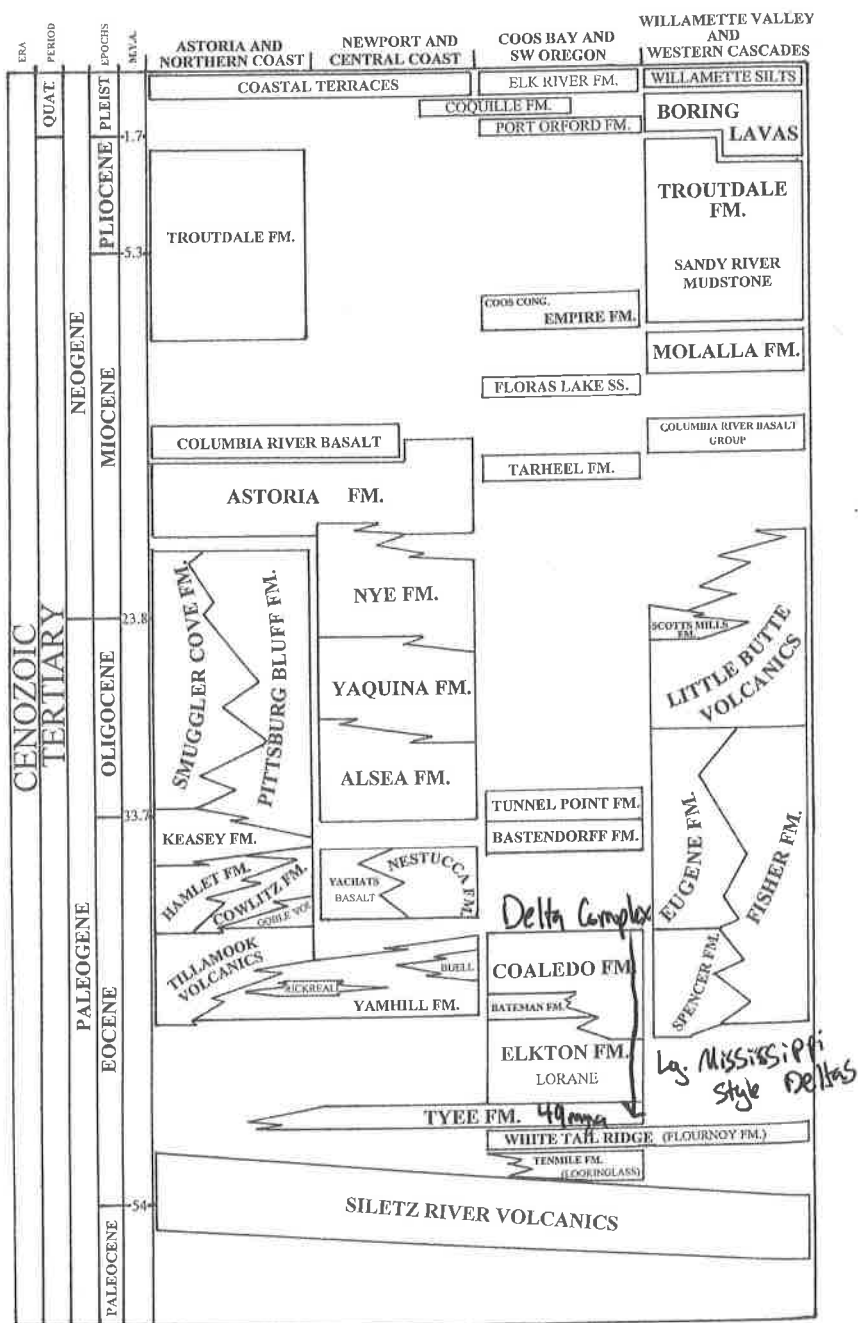 ERA
PERIOD
EPOCHS
M.Y.A.
ASTORIA AND
NORTHERN COAST
NEWPORT AND
CENTRAL COAST
COOS BAY AND
SW OREGON
WILLAMETTE VALLEY
AND
WESTERN CASCADES
CENOZOIC
QUAT.
TERTIARY
NEOGENE
PALEOGENE
PLEIST
PLIOCENE
MIOCENE
OLIGOCENE
EOCENE
PALEOCENE
1.7
5.3
23.8
33.7
54
COASTAL TERRACES
ELK RIVER FM.
WILLAMETTE SILTS
COQUILLE FM.
PORT ORFORD FM.
BORING
LAVAS
TROUTDALE FM.
TROUTDALE
FM.
SANDY RIVER
MUDSTONE
COOS CONG.
EMPIRE FM.
MOLALLA FM.
FLORAS LAKE SS.
COLUMBIA RIVER BASALT
COLUMBIA RIVER BASALT
GROUP
TARHEEL FM.
ASTORIA FM.
SMUGGLER COVE FM.
PITTSBURG BLUFF FM.
NYE FM.
YAQUINA FM.
ALSEA FM.
SCOTTS MILLS
FM.
LITTLE BUTTE
VOLCANICS
TUNNEL POINT FM.
BASTENDORFF FM.
EUGENE FM.
FISHER FM.
KEASEY FM.
HAMLET FM.
COWLITZ FM.
GOBLE VOL
YACHATS
BASALT
NESTUCCA FM.
Delta Complex
TILLAMOOK
VOLCANICS
BUELL
RICKREAL
YAMHILL FM.
COALEDO FM.
BATEMAN FM.
SPENCER FM.
ELKTON FM.
LORANE
Lg. Mississippi
Style Deltas
TYEE FM. 49mya
WHITE TAIL RIDGE (FLOURNOY FM.)
TENMILE FM.
(LOOKINGLASS)
SILETZ RIVER VOLCANICS